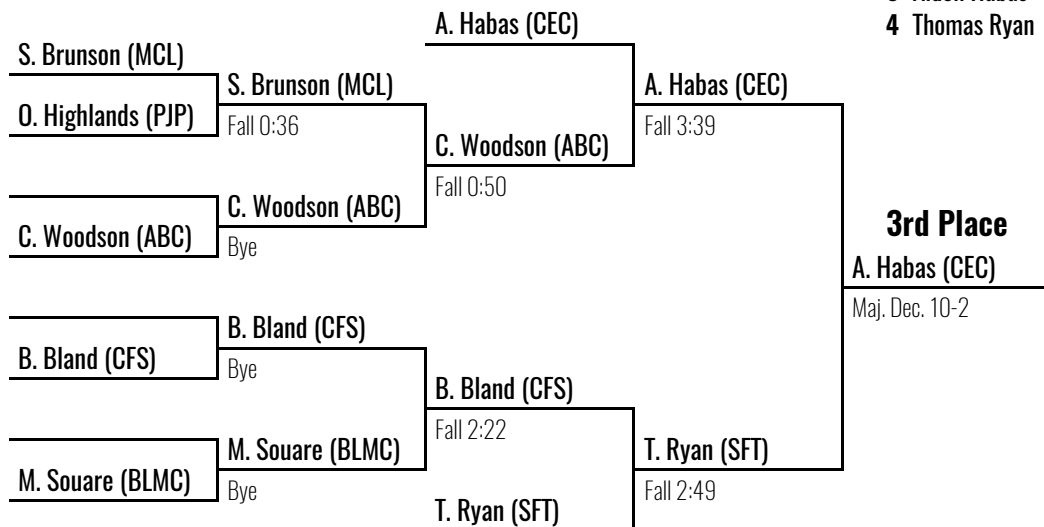 4 Thomas Ryan
A. Habas (CEC)
S. Brunson (MCL)
S. Brunson (MCL)
A. Habas (CEC)
O. Highlands (PJP)
Fall 0:36
Fall 3:39
C. Woodson (ABC)
Fall 0:50
C. Woodson (ABC)
3rd Place
C. Woodson (ABC)
Bye
A. Habas (CEC)
Maj. Dec. 10-2
B. Bland (CFS)
B. Bland (CFS)
Bye
B. Bland (CFS)
Fall 2:22
M. Souare (BLMC)
T. Ryan (SFT)
M. Souare (BLMC)
Bye
Fall 2:49
T. Ryan (SFT)